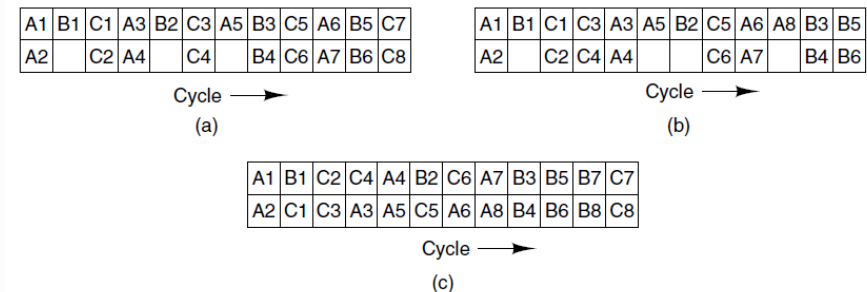 A1 B1 C1 A3 B2 C3 A5 B3 C5 A6 B5 C7
A2 C2 A4 C4 B4 C6 A7 B6 C8
Cycle
(a)
A1 B1 C1 C3 A3 A5 B2 C5 A6 A8 B3 B5
A2 C2 C4 A4 C6 A7 B4 B6
Cycle
(b)
A1 B1 C2 C4 A4 B2 C6 A7 B3 B5 B7 C7
A2 C1 C3 A3 A5 C5 A6 A8 B4 B6 B8 C8
Cycle
(c)